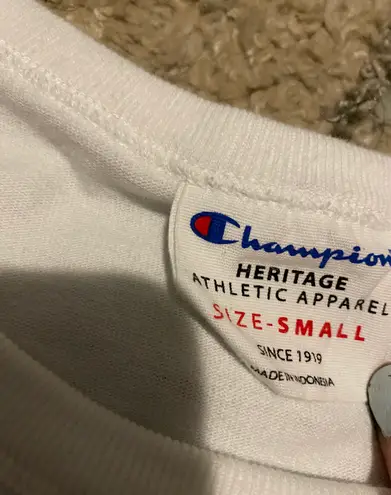 Champion
HERITAGE
ATHLETIC APPAREL
SIZE-SMALL
SINCE 1919
MADE IN INDONESIA